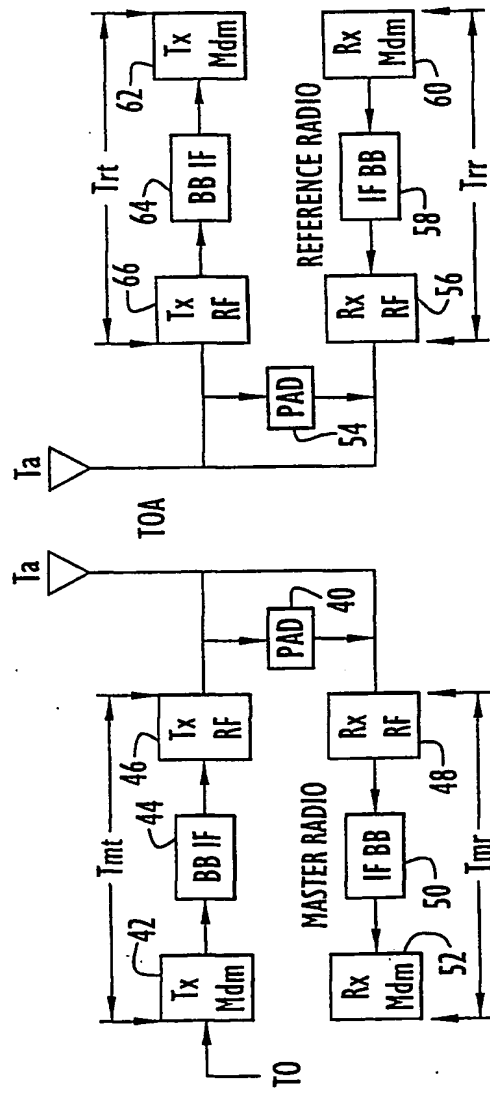 Ta
Ta
TOA
Tmt
42
44
46
Tx
Mdm
BB IF
Tx
RF
TO
PAD
40
MASTER RADIO
Rx
Mdm
IF BB
Rx
RF
52
50
48
Tmr
Trt
66
64
62
Tx
RF
BB IF
Tx
Mdm
PAD
54
REFERENCE RADIO
Rx
RF
IF BB
Rx
Mdm
56
58
60
Trr